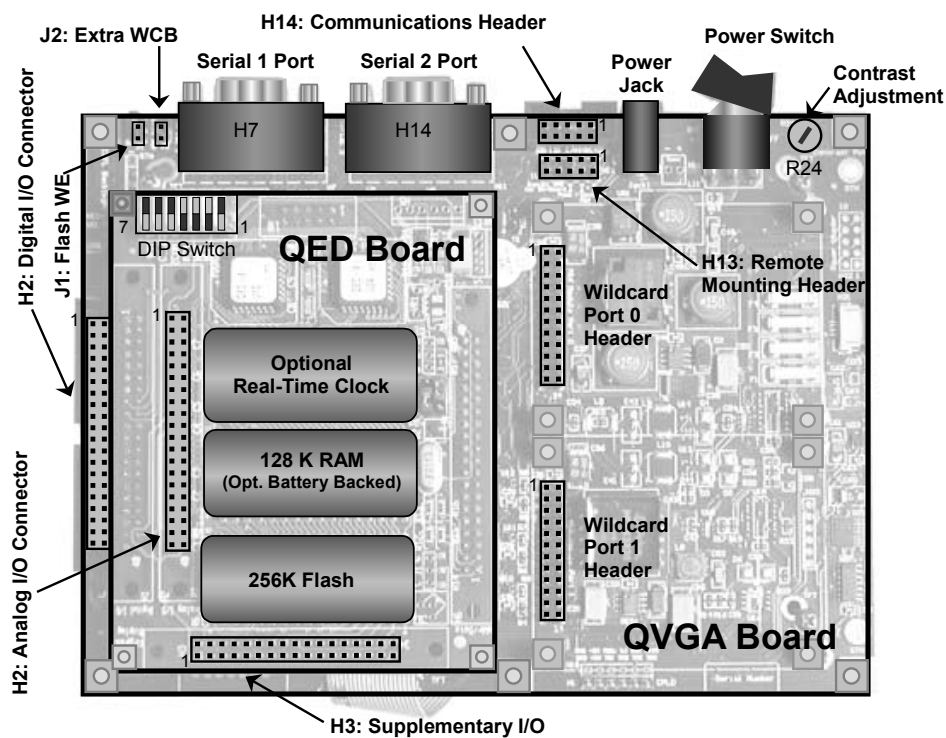 H14: Communications Header
J2: Extra WCB
Serial 1 Port
Serial 2 Port
Power
Jack
Power Switch
Contrast
Adjustment
H7
H14
1
1
R24
H2: Digital I/O Connector
J1: Flash WE
7
1
DIP Switch
QED Board
H13: Remote
Mounting Header
1
Wildcard
Port 0
Header
1
1
Optional
Real-Time Clock
128 K RAM
(Opt. Battery Backed)
256K Flash
H2: Analog I/O Connector
1
Wildcard
Port 1
Header
QVGA Board
1
H3: Supplementary I/O